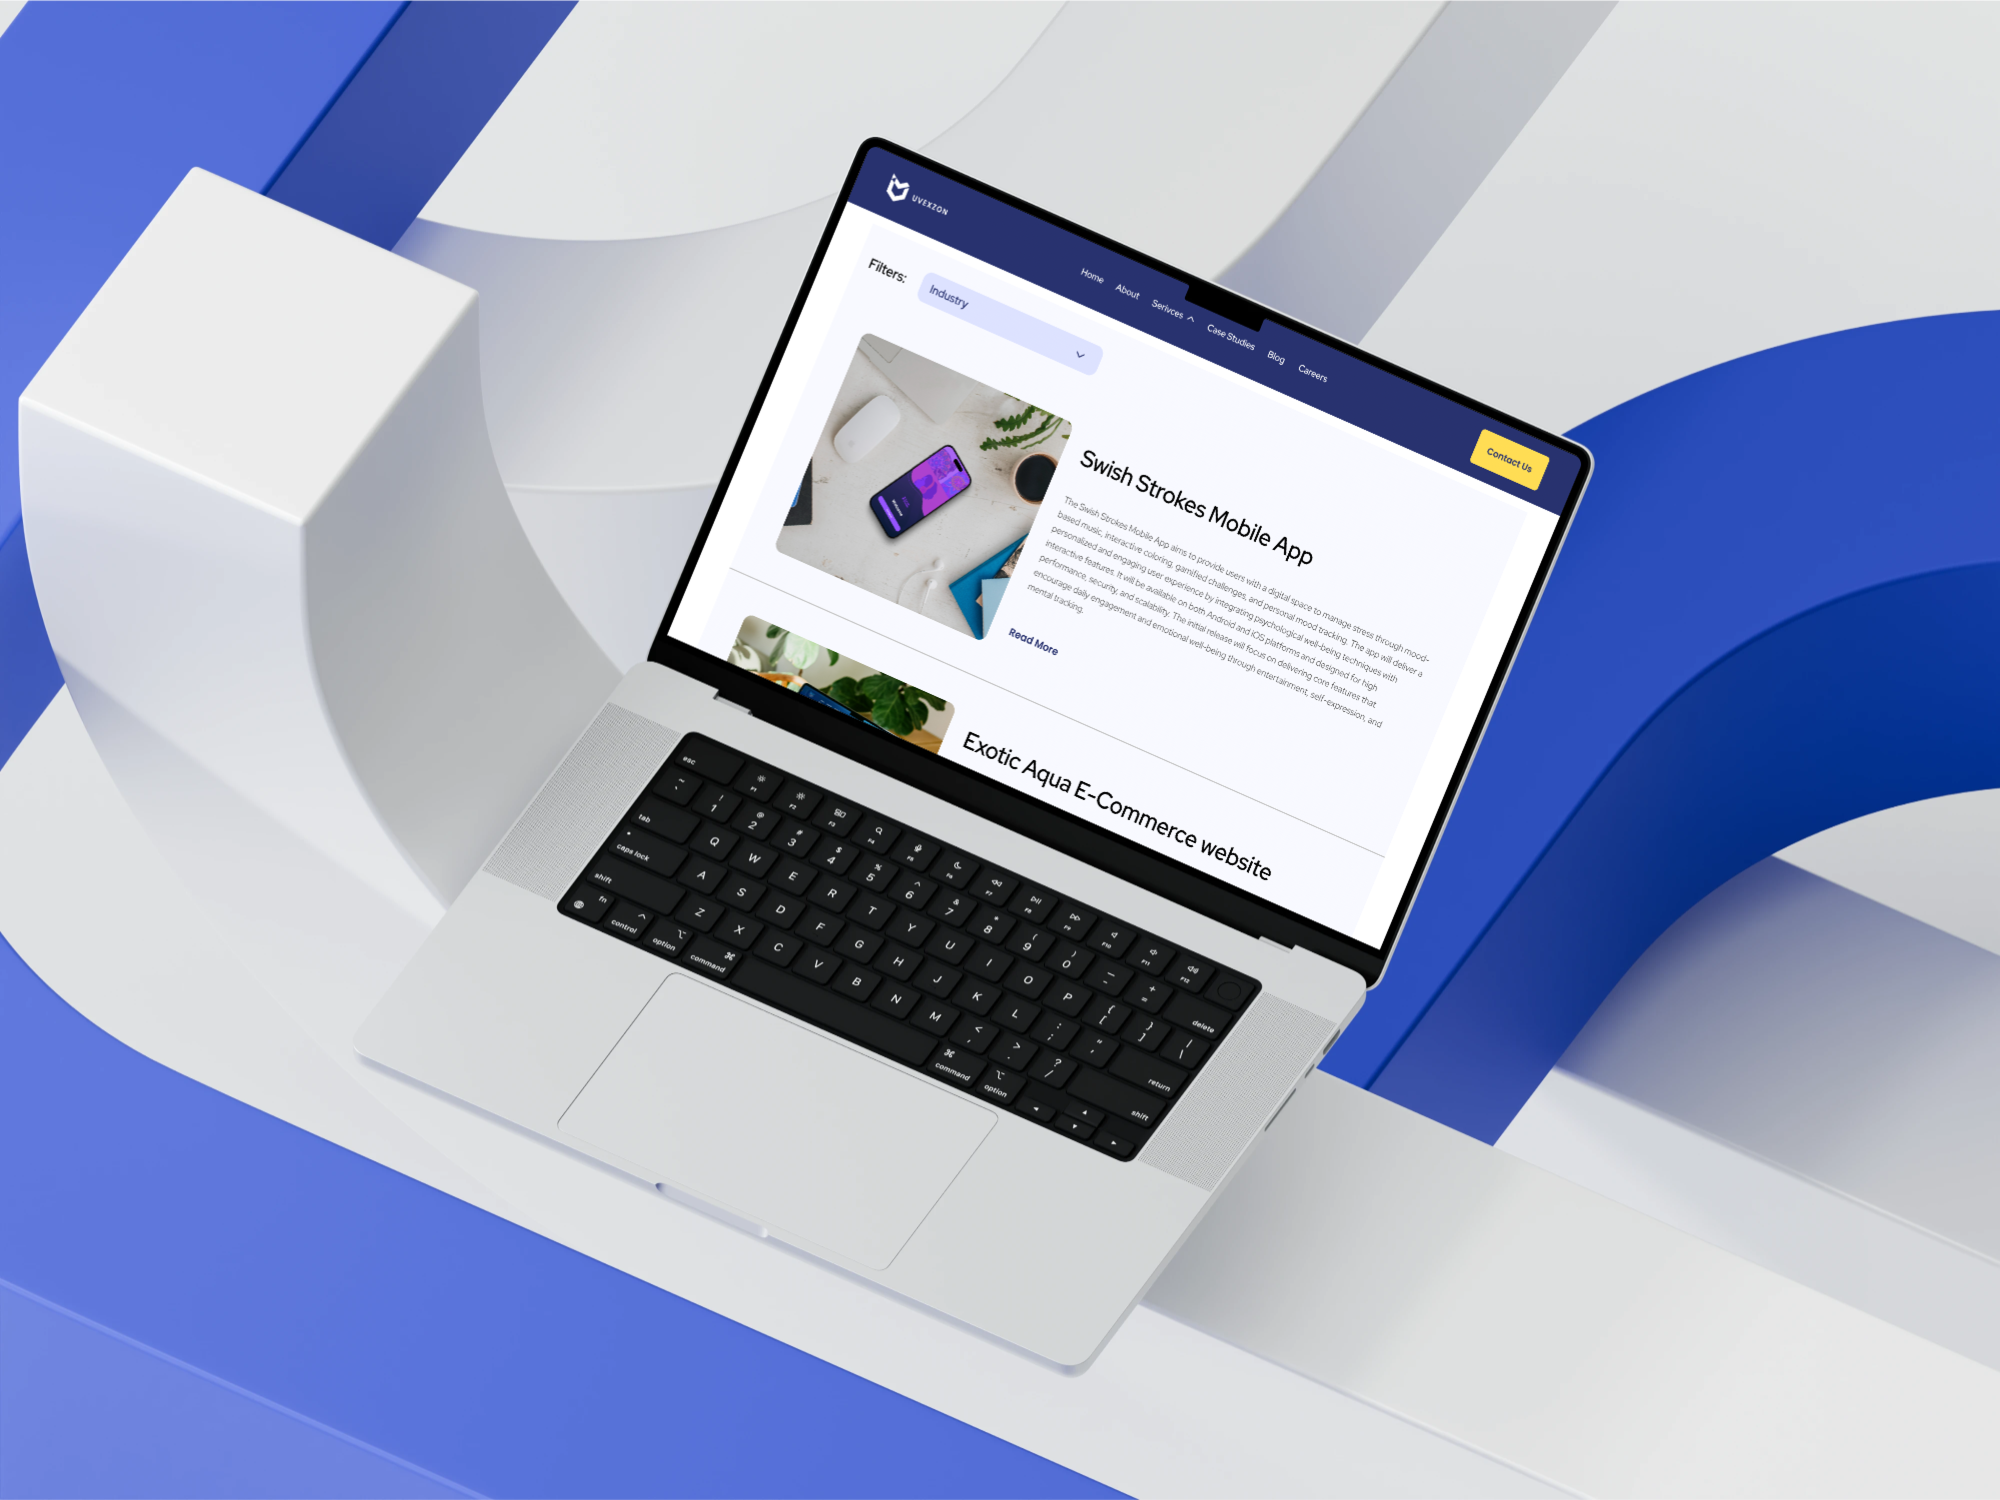 UVEXZON
Home
About
Serivces
Case Studies
Blog
Careers
Contact Us
Filters:
Industry
Swish Strokes Mobile App
The Swish Strokes Mobile App aims to provide users with a digital space to manage stress through mood-
based music, interactive coloring, gamified challenges, and personal mood tracking. The app will deliver a
personalized and engaging user experience by integrating psychological well-being techniques with
interactive features. It will be available on both Android and iOS platforms and designed for high
performance, security, and scalability. The initial release will focus on delivering core features that
encourage daily engagement and emotional well-being through entertainment, self-expression, and
mental tracking.
Read More
Exotic Aqua E-Commerce website
esc F1 F2 F3 F4 F5 F6 F7 F8 F9 F10 F11 F12
~ ` ! 1 @ 2 # 3 $ 4 % 5 ^ 6 & 7 * 8 ( 9 ) 0 _ - + = delete
tab Q W E R T Y U I O P { [ } ] | \
caps lock A S D F G H J K L : ; " ' return
shift Z X C V B N M < , > . ? / shift
fn control option command command option